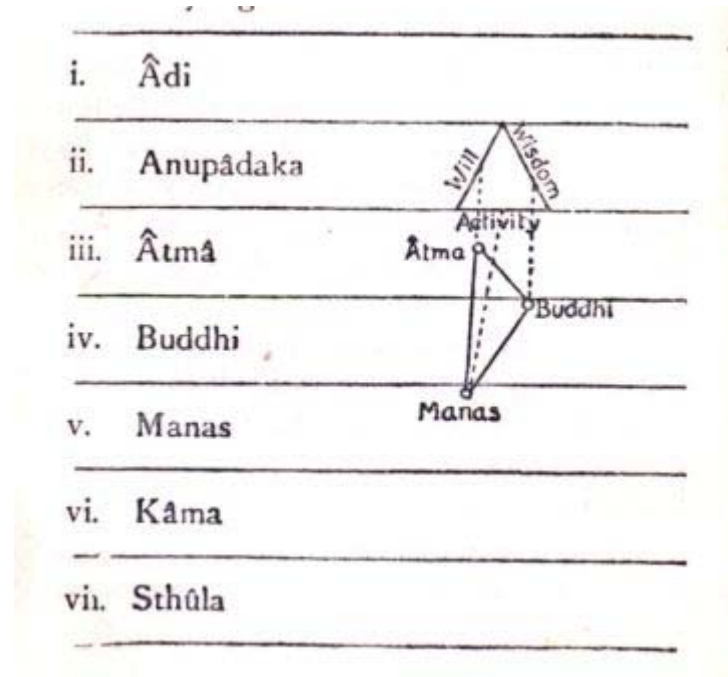 i. Âdi
ii. Anupâdaka
Will
Wisdom
Activity
iii. Âtmâ
Âtma
Buddhi
iv. Buddhi
Manas
v. Manas
vi. Kâma
vii. Sthûla